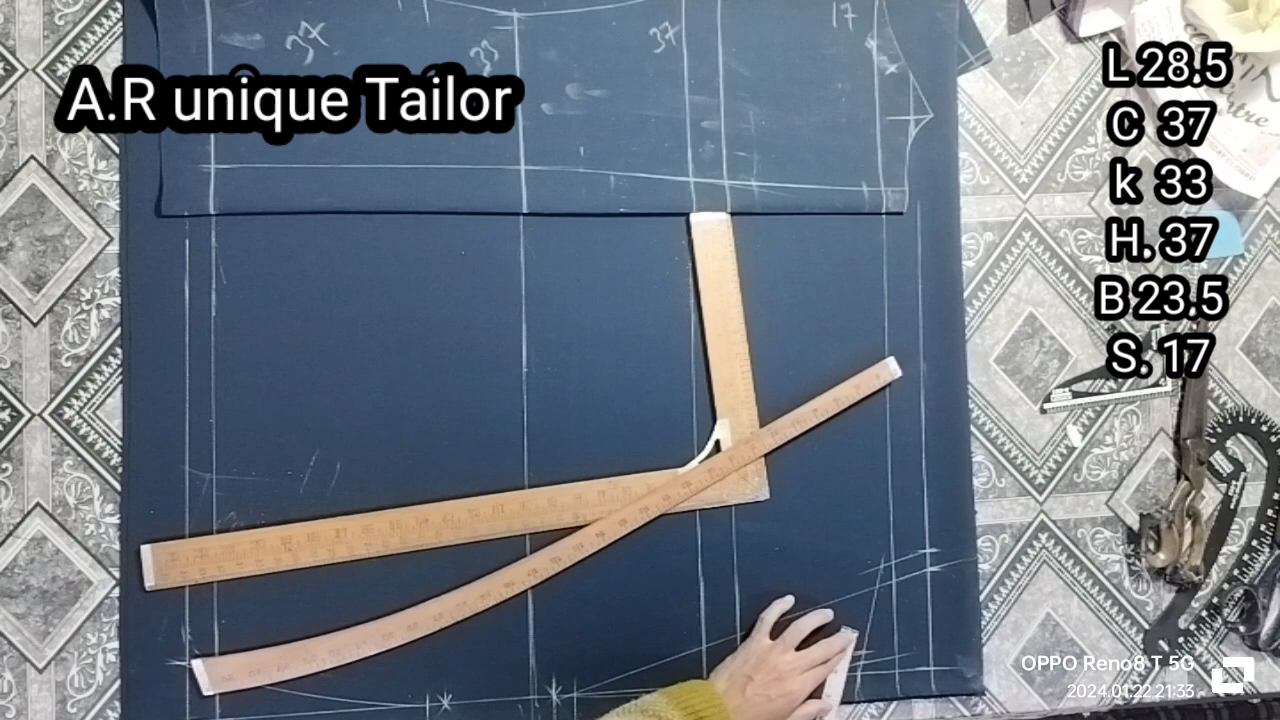 37
33
37
17
A.R unique Tailor
L 28.5
C 37
k 33
H. 37
B 23,5
S. 17
OPPO Reno8 T 5G
2024.01.22 21:33